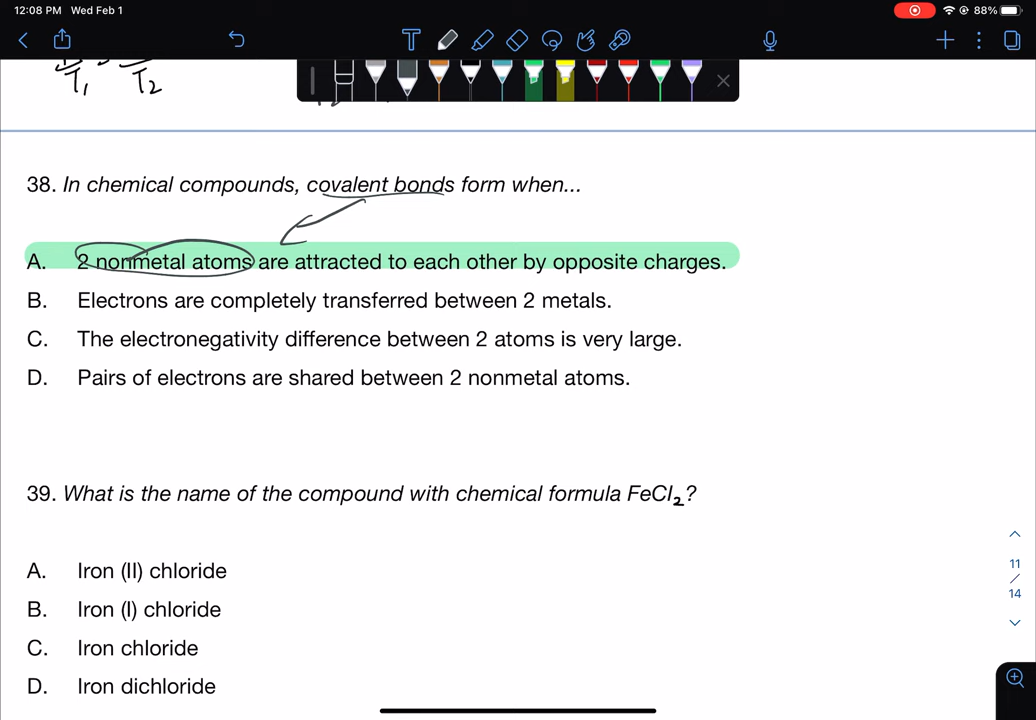 12:08 PM Wed Feb 1
88%
T
T₁ T₂
38. In chemical compounds, covalent bonds form when...
A. 2 nonmetal atoms are attracted to each other by opposite charges.
B. Electrons are completely transferred between 2 metals.
C. The electronegativity difference between 2 atoms is very large.
D. Pairs of electrons are shared between 2 nonmetal atoms.
39. What is the name of the compound with chemical formula FeCl₂?
11
/
14
A. Iron (II) chloride
B. Iron (I) chloride
C. Iron chloride
D. Iron dichloride